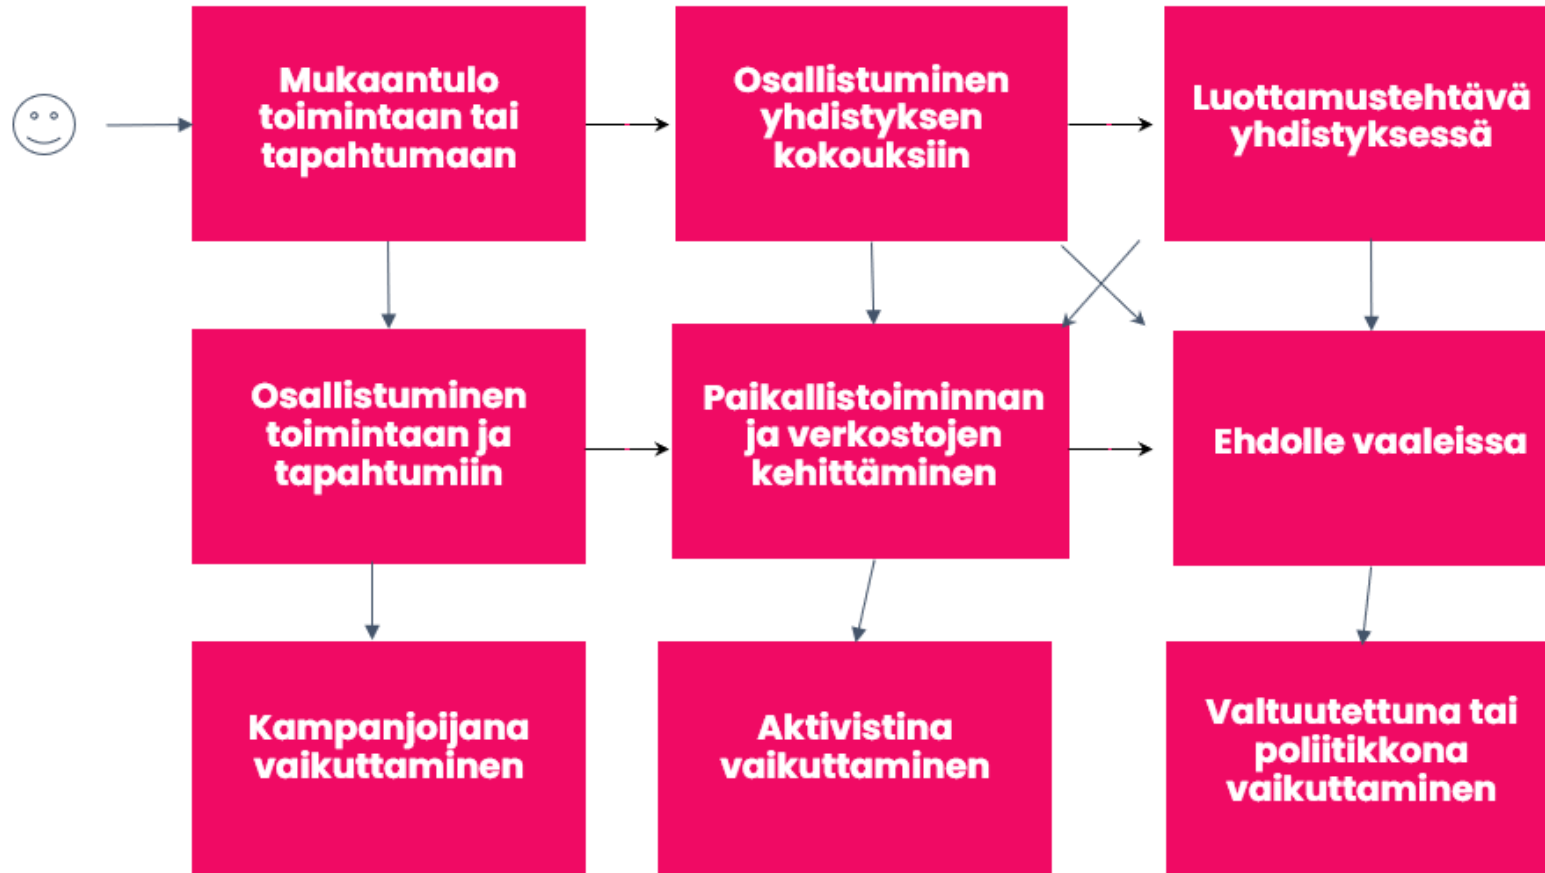 Mukaantulo
toimintaan tai
tapahtumaan
Osallistuminen
yhdistyksen
kokouksiin
Luottamustehtävä
yhdistyksessä
Osallistuminen
toimintaan ja
tapahtumiin
Paikallistoiminnan
ja verkostojen
kehittäminen
Ehdolle vaaleissa
Kampanjoijana
vaikuttaminen
Aktivistina
vaikuttaminen
Valtuutettuna tai
poliitikkona
vaikuttaminen